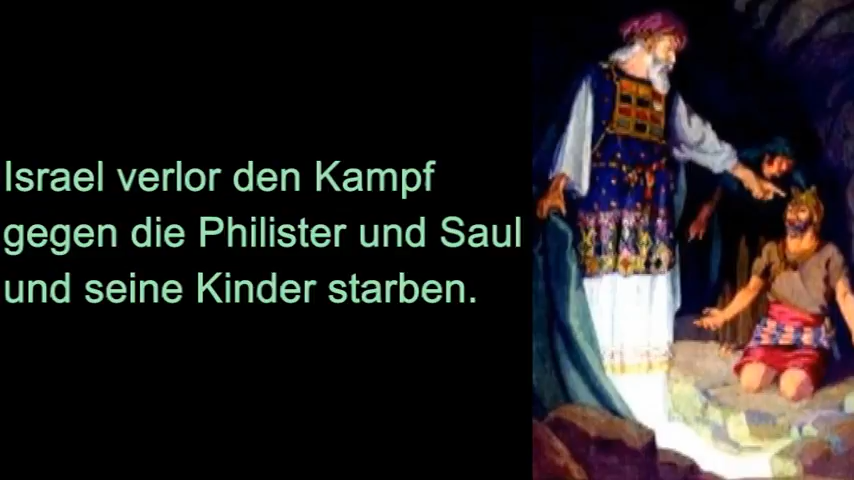 Israel verlor den Kampf
gegen die Philister und Saul
und seine Kinder starben.